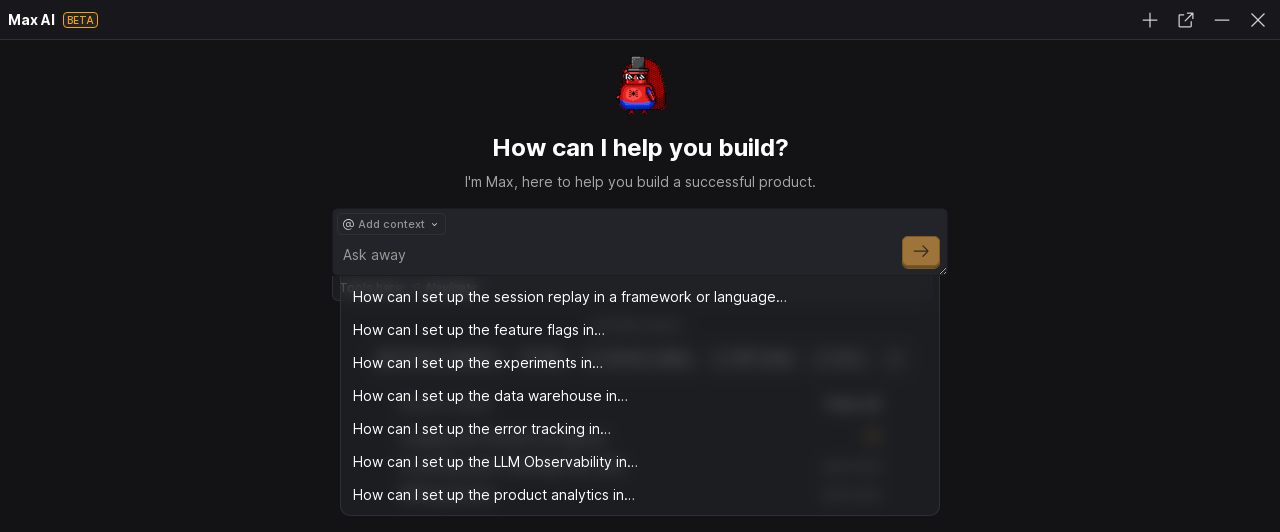 Max AI BETA
How can I help you build?
I'm Max, here to help you build a successful product.
@ Add context
Ask away
How can I set up the session replay in a framework or language…
How can I set up the feature flags in…
How can I set up the experiments in…
How can I set up the data warehouse in…
How can I set up the error tracking in…
How can I set up the LLM Observability in…
How can I set up the product analytics in…